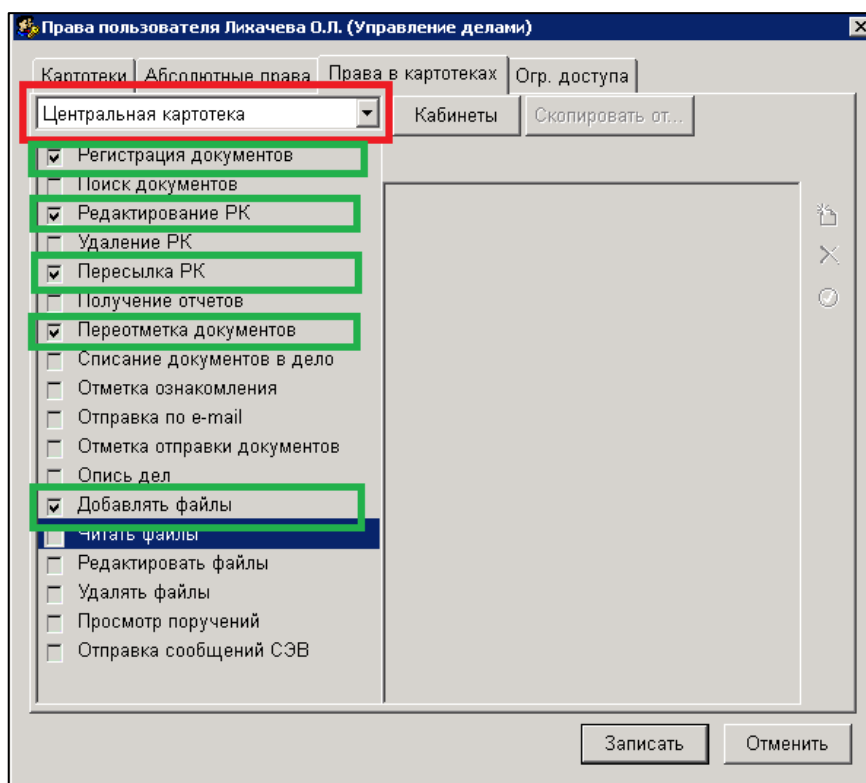 Права пользователя Лихачева О.Л. (Управление делами)
Картотеки Абсолютные права Права в картотеках Огр. доступа
Центральная картотека Кабинеты Скопировать от...
Регистрация документов
Поиск документов
Редактирование РК
Удаление РК
Пересылка РК
Получение отчетов
Переотметка документов
Списание документов в дело
Отметка ознакомления
Отправка по e-mail
Отметка отправки документов
Опись дел
Добавлять файлы
Читать файлы
Редактировать файлы
Удалять файлы
Просмотр поручений
Отправка сообщений СЭВ
Записать Отменить